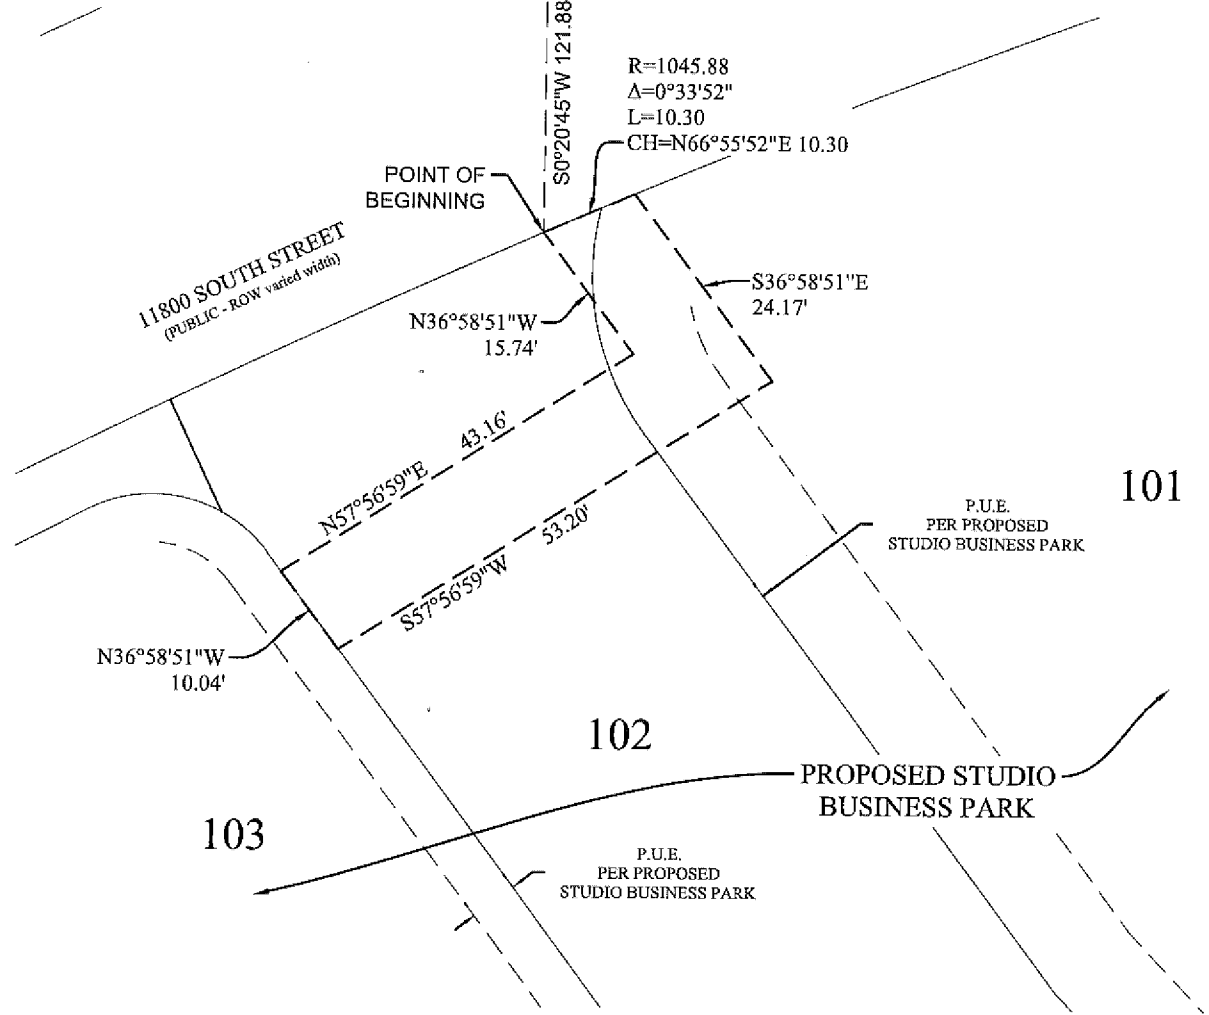 S0°20'45"W 121.88
R=1045.88
Δ=0°33'52"
L=10.30
CH=N66°55'52"E 10.30
POINT OF
BEGINNING
11800 SOUTH STREET
(PUBLIC - ROW varied width)
S36°58'51"E
24.17'
N36°58'51"W
15.74'
N57°56'59"E 43.16'
S57°56'59"W 53.20'
101
P.U.E.
PER PROPOSED
STUDIO BUSINESS PARK
N36°58'51"W
10.04'
102
PROPOSED STUDIO
BUSINESS PARK
103
P.U.E.
PER PROPOSED
STUDIO BUSINESS PARK